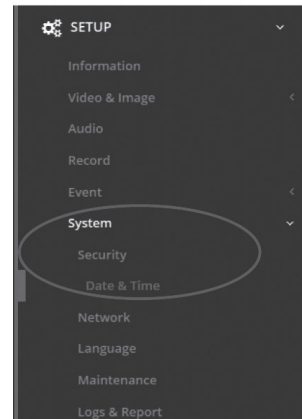 SETUP
Information
Video & Image
Audio
Record
Event
System
Security
Date & Time
Network
Language
Maintenance
Logs & Report